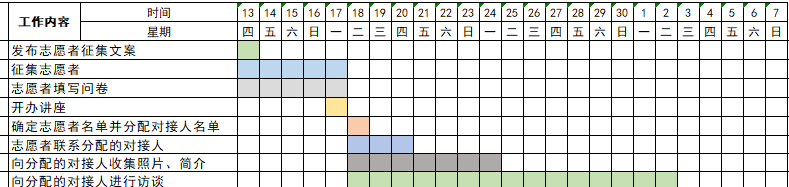 工作内容
时间 13 14 15 16 17 18 19 20 21 22 23 24 25 26 27 28 29 30 1 2 3 4 5 6 7
星期 四 五 六 日 一 二 三 四 五 六 日 一 二 三 四 五 六 日 一 二 三 四 五 六 日
发布志愿者征集文案
征集志愿者
志愿者填写问卷
开办讲座
确定志愿者名单并分配对接人名单
志愿者联系分配的对接人
向分配的对接人收集照片、简介
向分配的对接人进行访谈